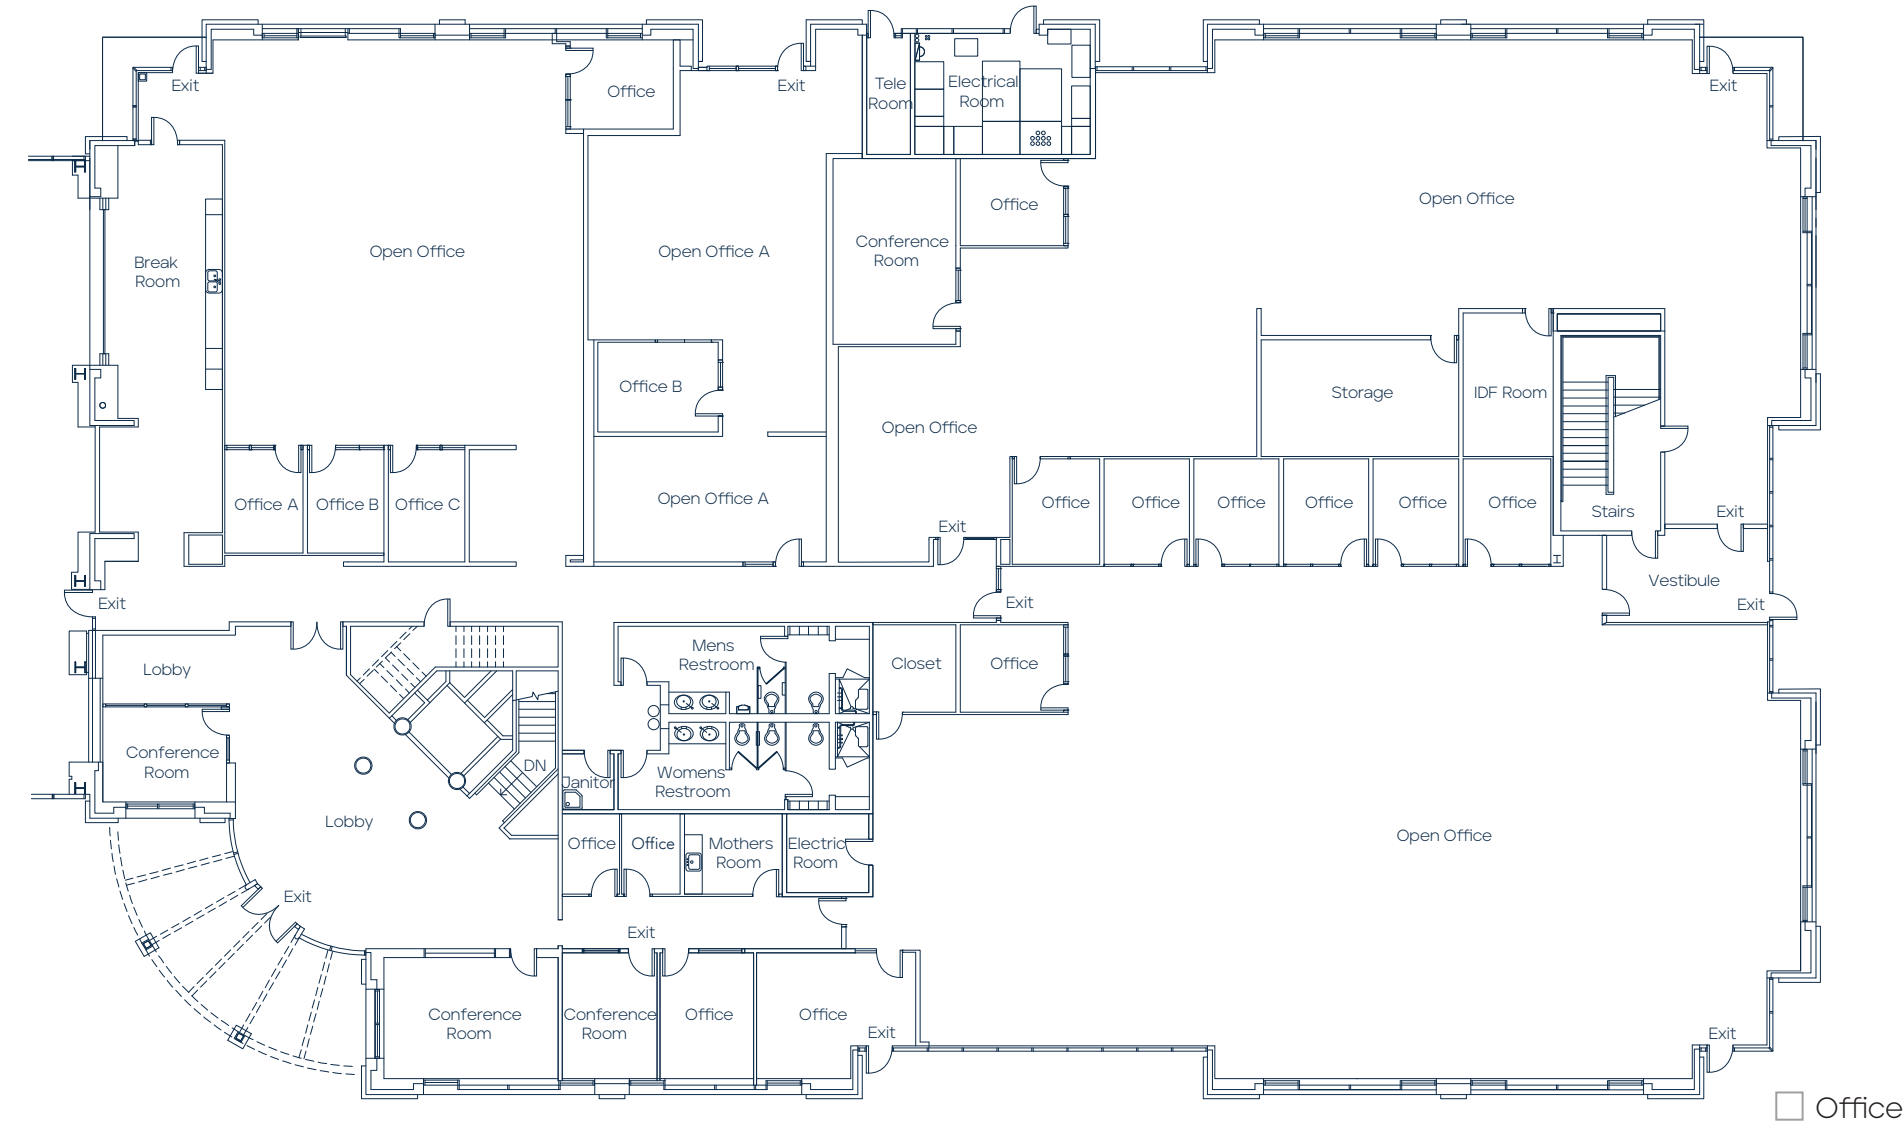 Exit
Exit
Exit
Office
Tele
Room
Electrical
Room
Open Office
Office
Conference
Room
Open Office
Open Office A
Break
Room
Office B
Storage
IDF Room
Open Office
Open Office A
Office A
Office B
Office C
Office
Office
Office
Office
Office
Office
Stairs
Exit
Exit
Vestibule
Exit
Exit
Exit
Lobby
Mens
Restroom
Closet
Office
Conference
Room
DN
Janitor
Womens
Restroom
Lobby
Office
Office
Mothers
Room
Electric
Room
Open Office
Exit
Exit
Conference
Room
Conference
Room
Office
Office
Exit
Exit
Office